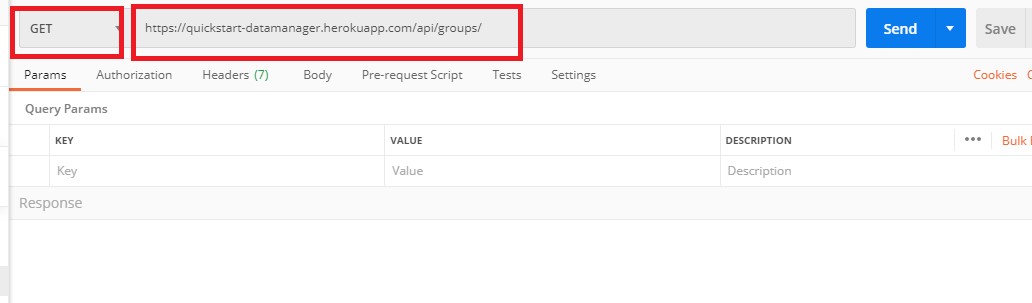 GET https://quickstart-datamanager.herokuapp.com/api/groups/ Send Save
Params Authorization Headers (7) Body Pre-request Script Tests Settings Cookies
Query Params
KEY VALUE DESCRIPTION ••• Bulk
Key Value Description
Response